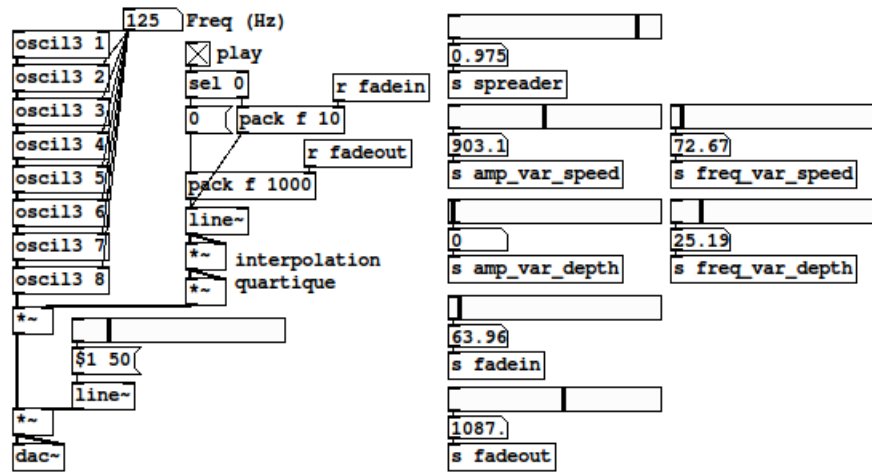 125 Freq (Hz)
oscil3 1
oscil3 2
oscil3 3
oscil3 4
oscil3 5
oscil3 6
oscil3 7
oscil3 8
*~
play
sel 0
r fadein
0
pack f 10
r fadeout
pack f 1000
line~
*~
*~
interpolation
quartique
$1 50
line~
*~
dac~
0.975
s spreader
903.1
s amp_var_speed
72.67
s freq_var_speed
0
s amp_var_depth
25.19
s freq_var_depth
63.96
s fadein
1087.
s fadeout